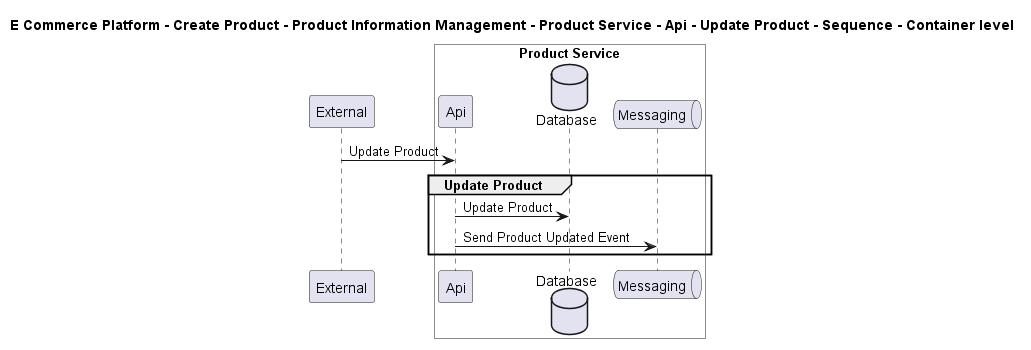 E Commerce Platform - Create Product - Product Information Management - Product Service - Api - Update Product - Sequence - Container level
Product Service
External
Api
Database
Messaging
Update Product
Update Product
Update Product
Send Product Updated Event
External
Api
Database
Messaging